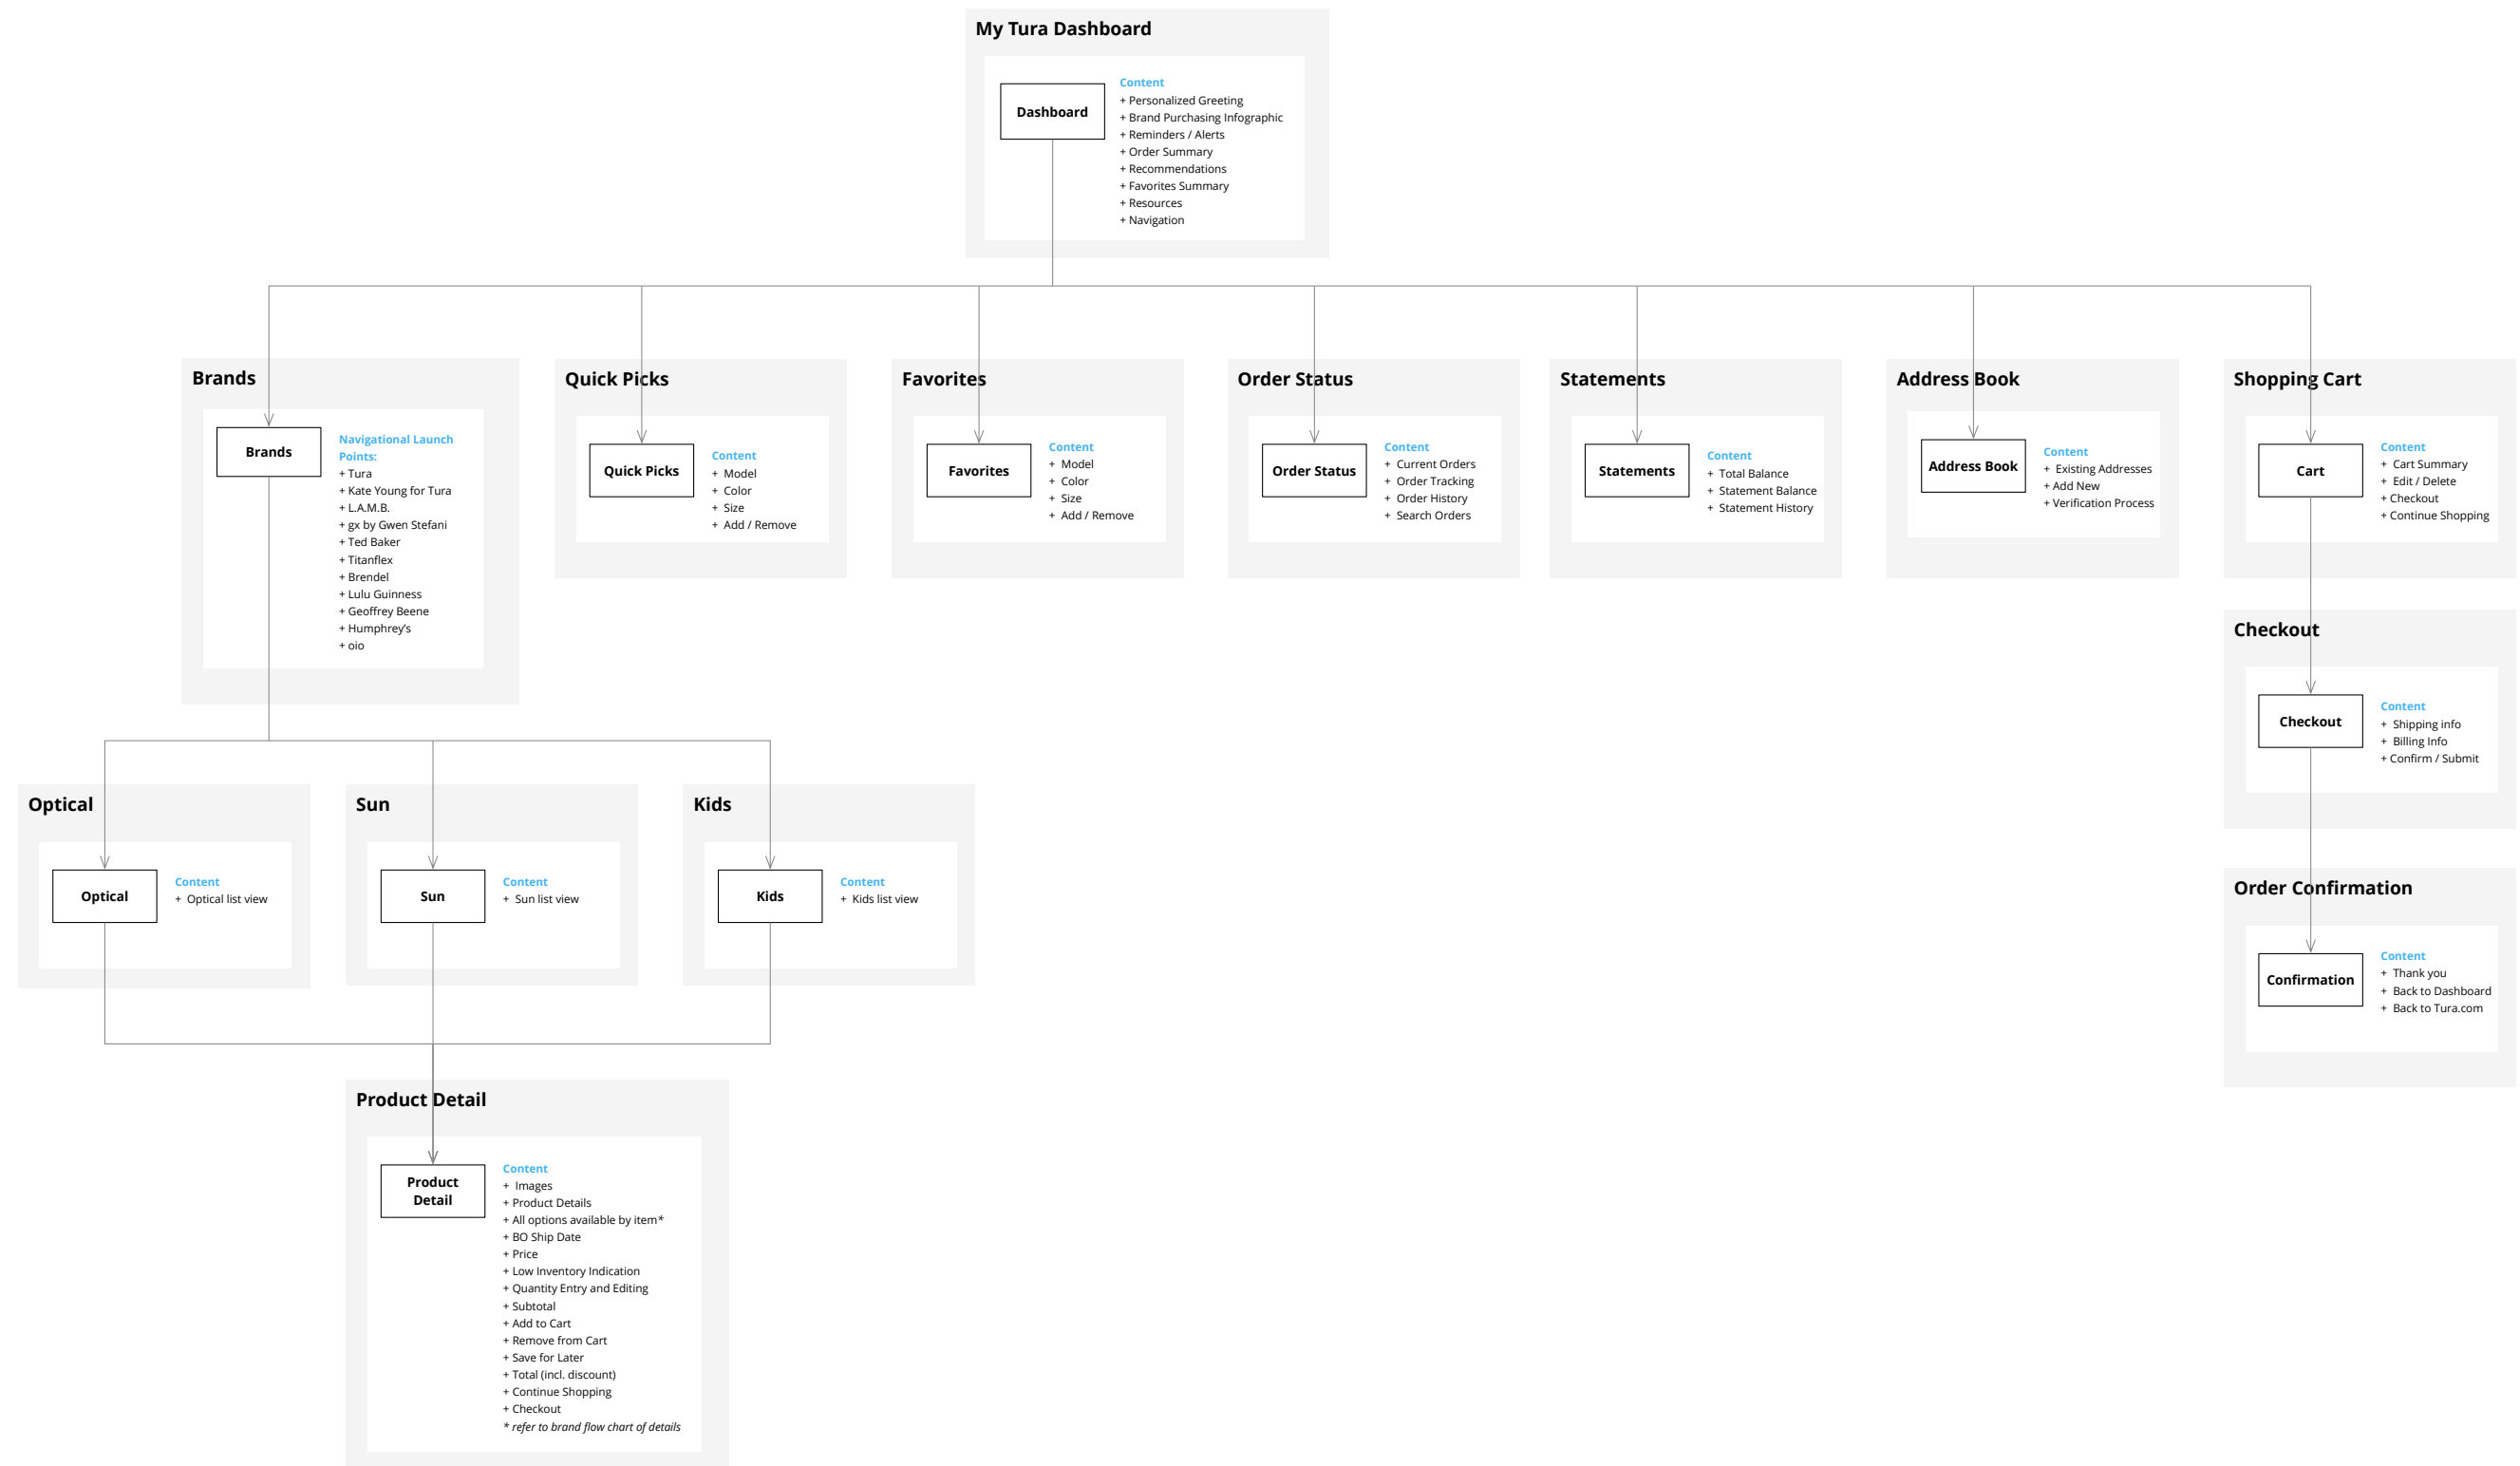 My Tura Dashboard
Dashboard
Content
+ Personalized Greeting
+ Brand Purchasing Infographic
+ Reminders / Alerts
+ Order Summary
+ Recommendations
+ Favorites Summary
+ Resources
+ Navigation
Brands
Brands
Navigational Launch
Points:
+ Tura
+ Kate Young for Tura
+ L.A.M.B.
+ gx by Gwen Stefani
+ Ted Baker
+ Titanflex
+ Brendel
+ Lulu Guinness
+ Geoffrey Beene
+ Humphrey's
+ oio
Quick Picks
Quick Picks
Content
+ Model
+ Color
+ Size
+ Add / Remove
Favorites
Favorites
Content
+ Model
+ Color
+ Size
+ Add / Remove
Order Status
Order Status
Content
+ Current Orders
+ Order Tracking
+ Order History
+ Search Orders
Statements
Statements
Content
+ Total Balance
+ Statement Balance
+ Statement History
Address Book
Address Book
Content
+ Existing Addresses
+ Add New
+ Verification Process
Shopping Cart
Cart
Content
+ Cart Summary
+ Edit / Delete
+ Checkout
+ Continue Shopping
Checkout
Checkout
Content
+ Shipping info
+ Billing Info
+ Confirm / Submit
Optical
Optical
Content
+ Optical list view
Sun
Sun
Content
+ Sun list view
Kids
Kids
Content
+ Kids list view
Order Confirmation
Confirmation
Content
+ Thank you
+ Back to Dashboard
+ Back to Tura.com
Product Detail
Product
Detail
Content
+ Images
+ Product Details
+ All options available by item*
+ BO Ship Date
+ Price
+ Low Inventory Indication
+ Quantity Entry and Editing
+ Subtotal
+ Add to Cart
+ Remove from Cart
+ Save for Later
+ Total (incl. discount)
+ Continue Shopping
+ Checkout
* refer to brand flow chart of details